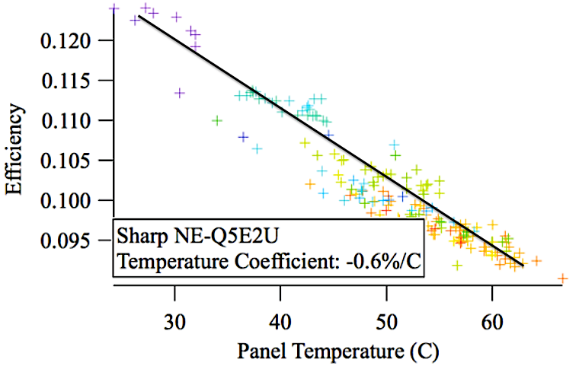 0.120
0.115
0.110
0.105
0.100
0.095
Efficiency
Sharp NE-Q5E2U
Temperature Coefficient: -0.6%/C
30 40 50 60
Panel Temperature (C)